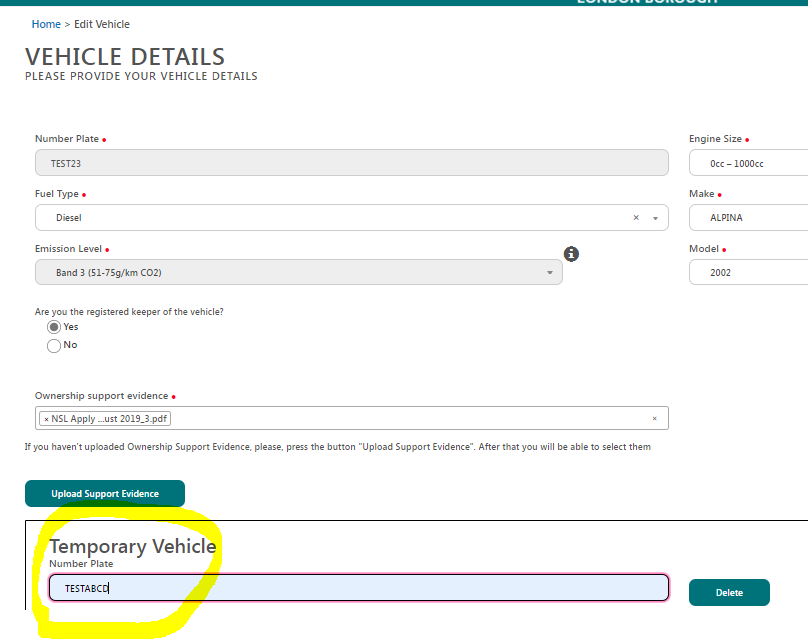 LONDON BOROUGH
Home > Edit Vehicle
VEHICLE DETAILS
PLEASE PROVIDE YOUR VEHICLE DETAILS
Number Plate
Engine Size
TEST23
0cc – 1000cc
Fuel Type
Make
Diesel
ALPINA
Emission Level
Model
Band 3 (51-75g/km CO2)
2002
Are you the registered keeper of the vehicle?
Yes
No
Ownership support evidence
× NSL Apply ...ust 2019_3.pdf
If you haven't uploaded Ownership Support Evidence, please, press the button "Upload Support Evidence". After that you will be able to select them
Upload Support Evidence
Temporary Vehicle
Number Plate
TESTABCD
Delete